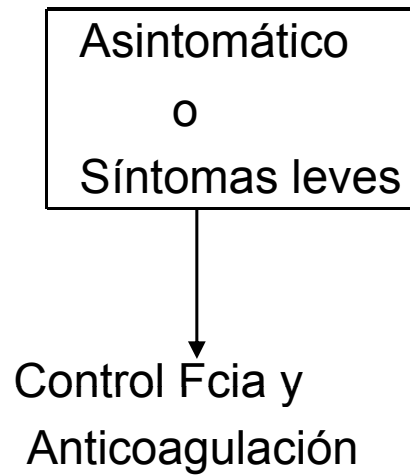 Asintomático
o
Síntomas leves
Control Fcia y
Anticoagulación